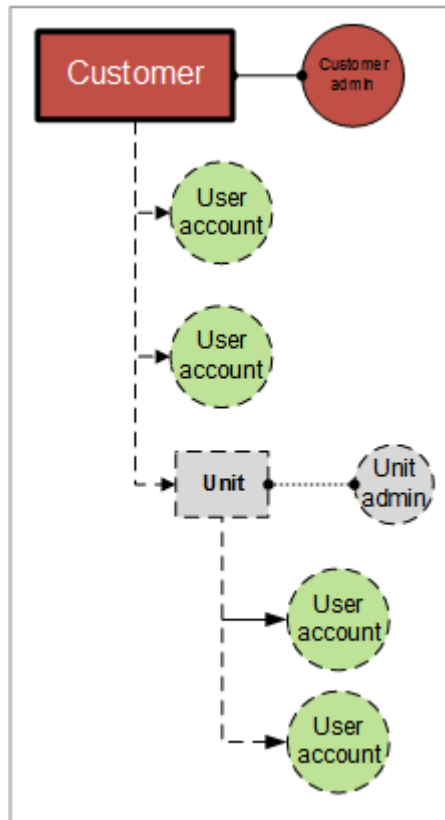 Customer
Customer
admin
User
account
User
account
Unit
Unit
admin
User
account
User
account